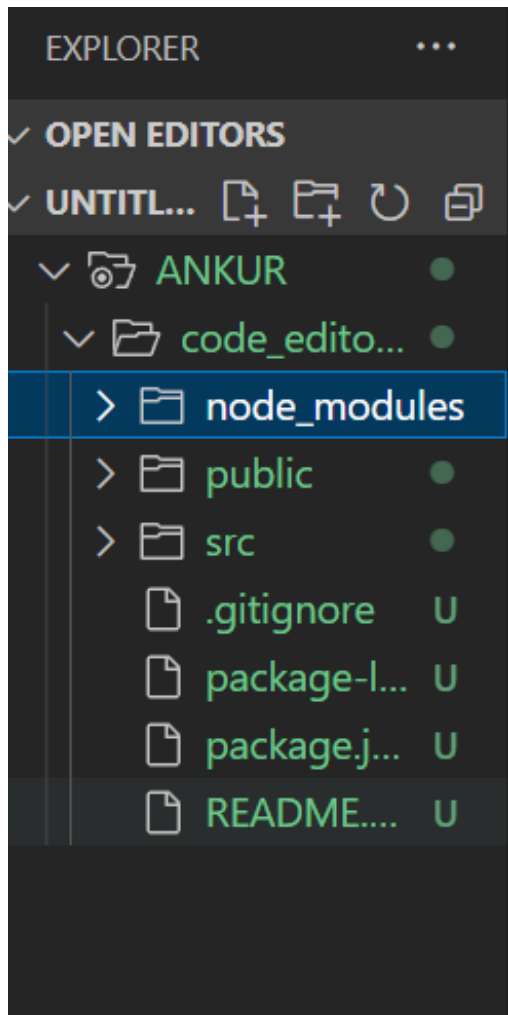 EXPLORER ...
OPEN EDITORS
UNTITL...
ANKUR
code_edito...
node_modules
public
src
.gitignore U
package-l... U
package.j... U
README.... U